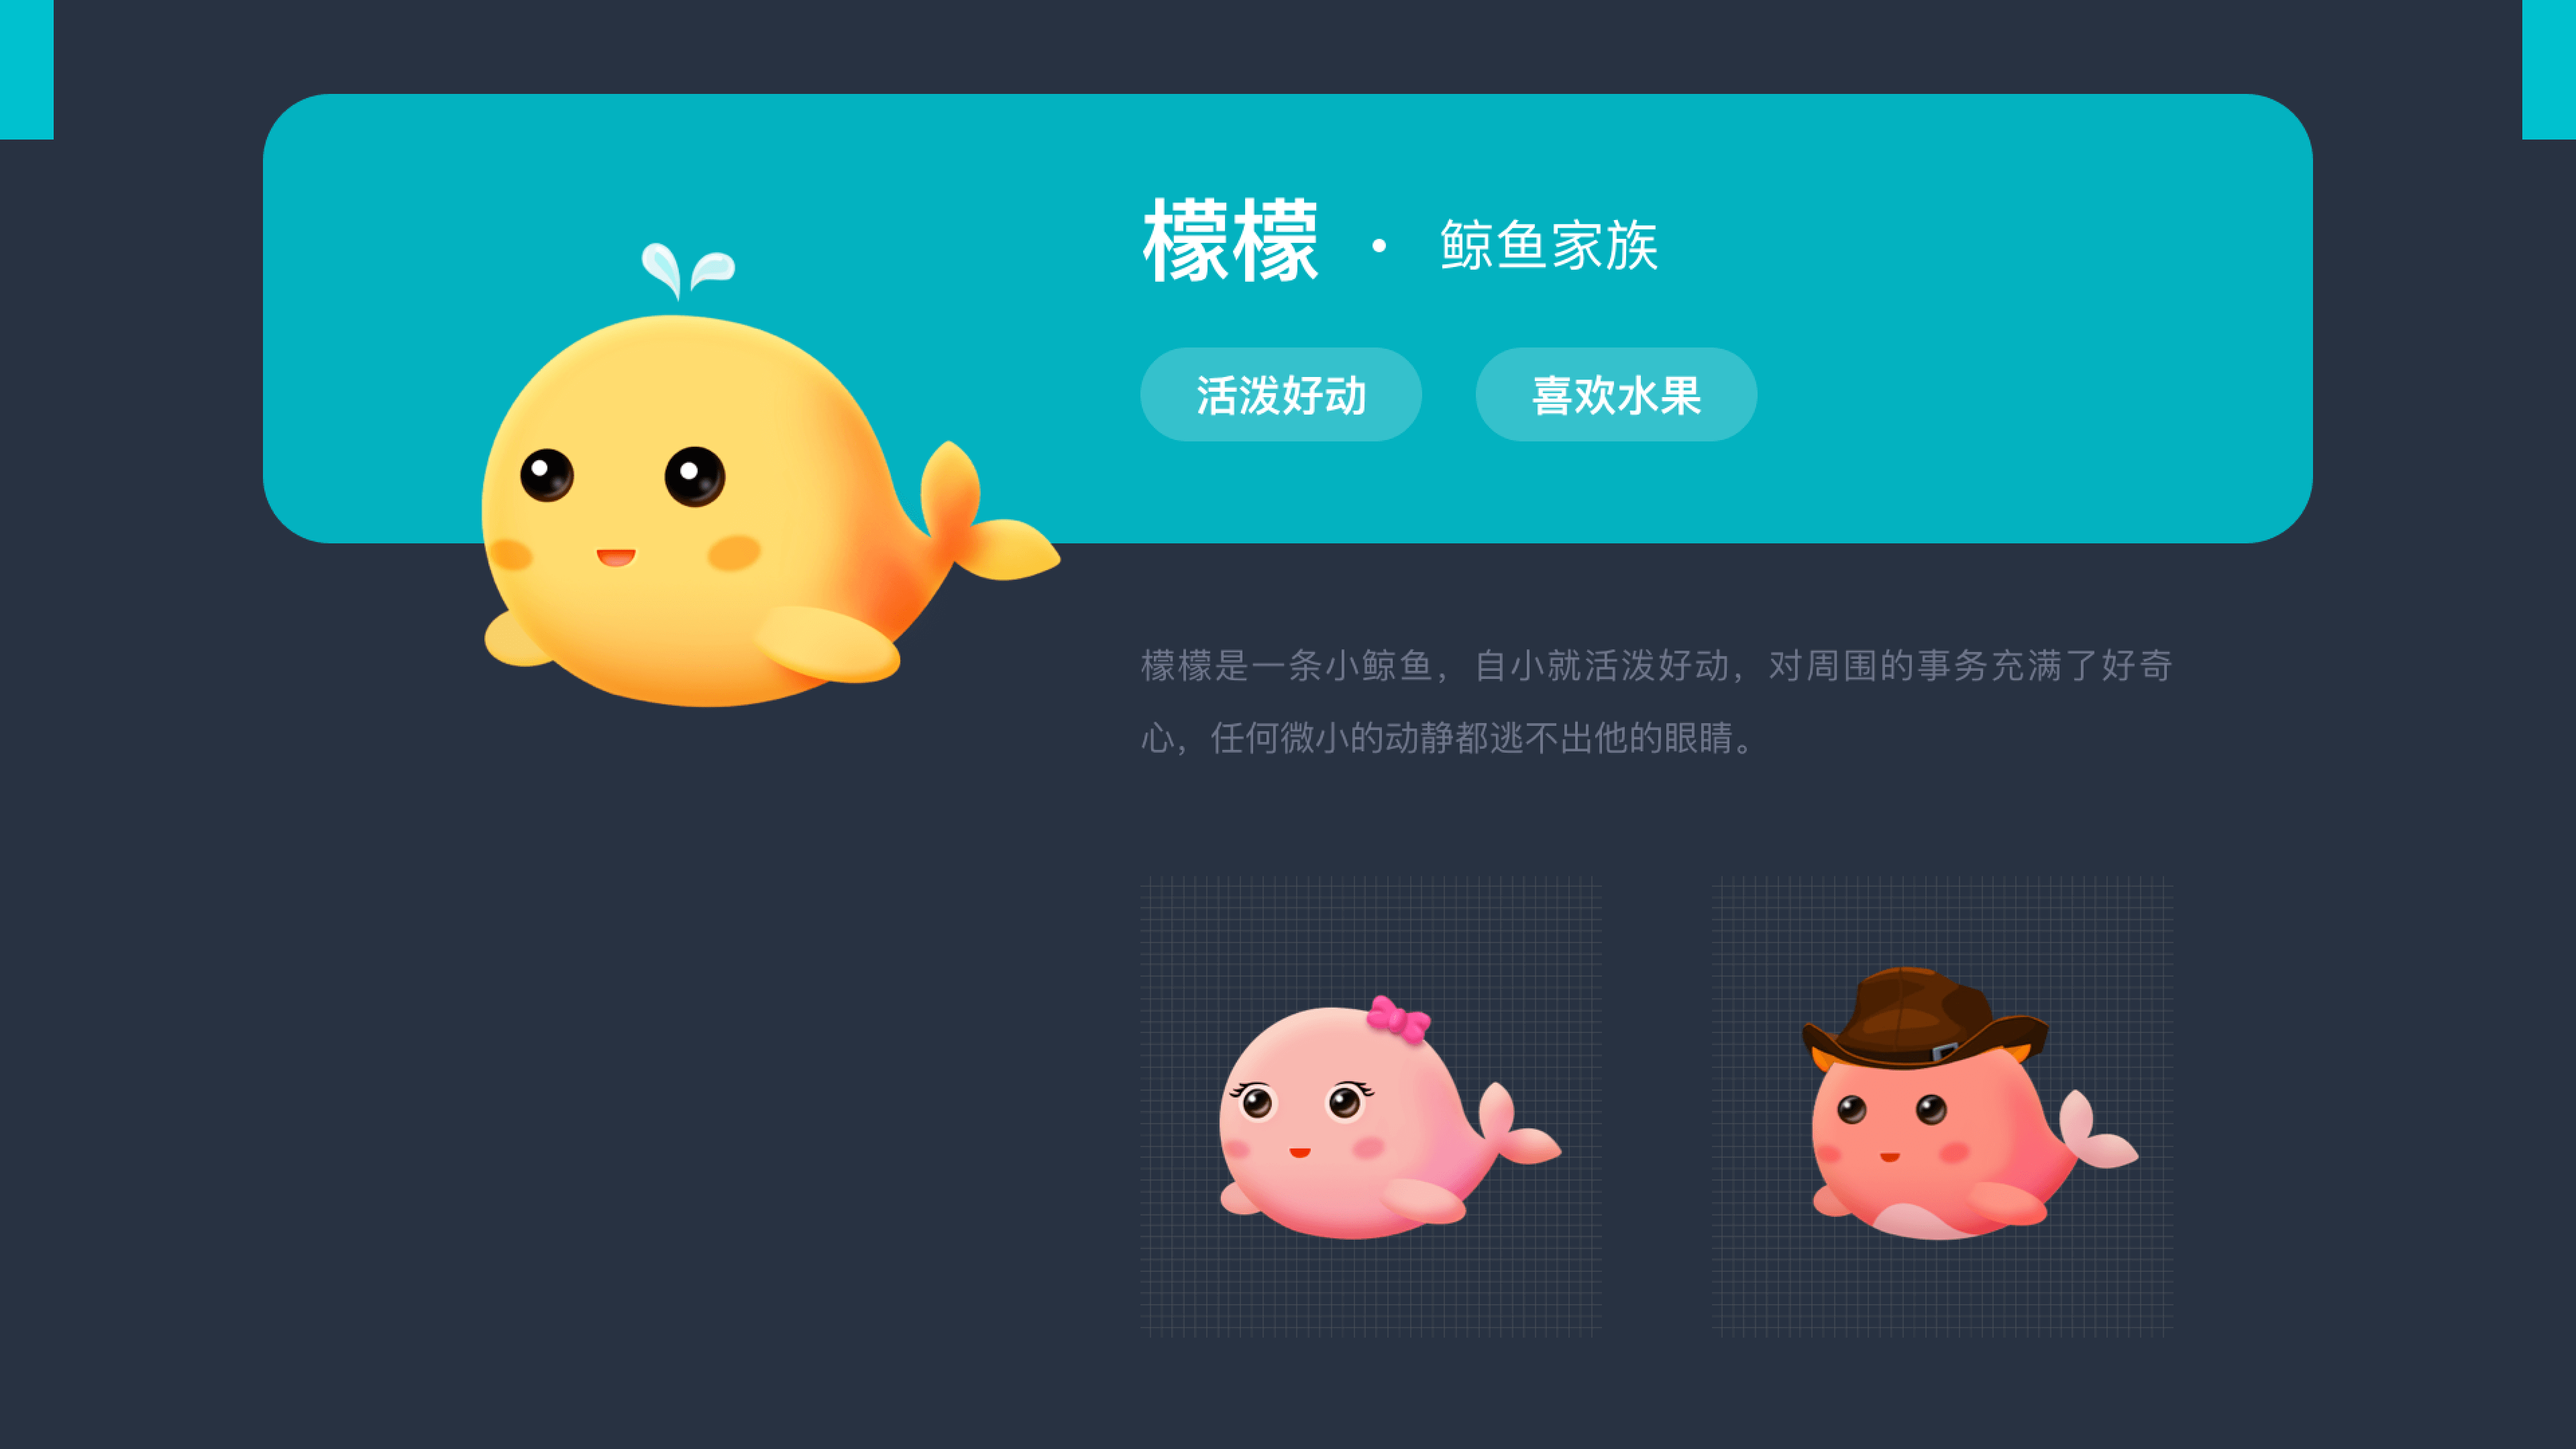 檬檬 · 鲸鱼家族
活泼好动 喜欢水果
檬檬是一条小鲸鱼，自小就活泼好动，对周围的事务充满了好奇
心，任何微小的动静都逃不出他的眼睛。